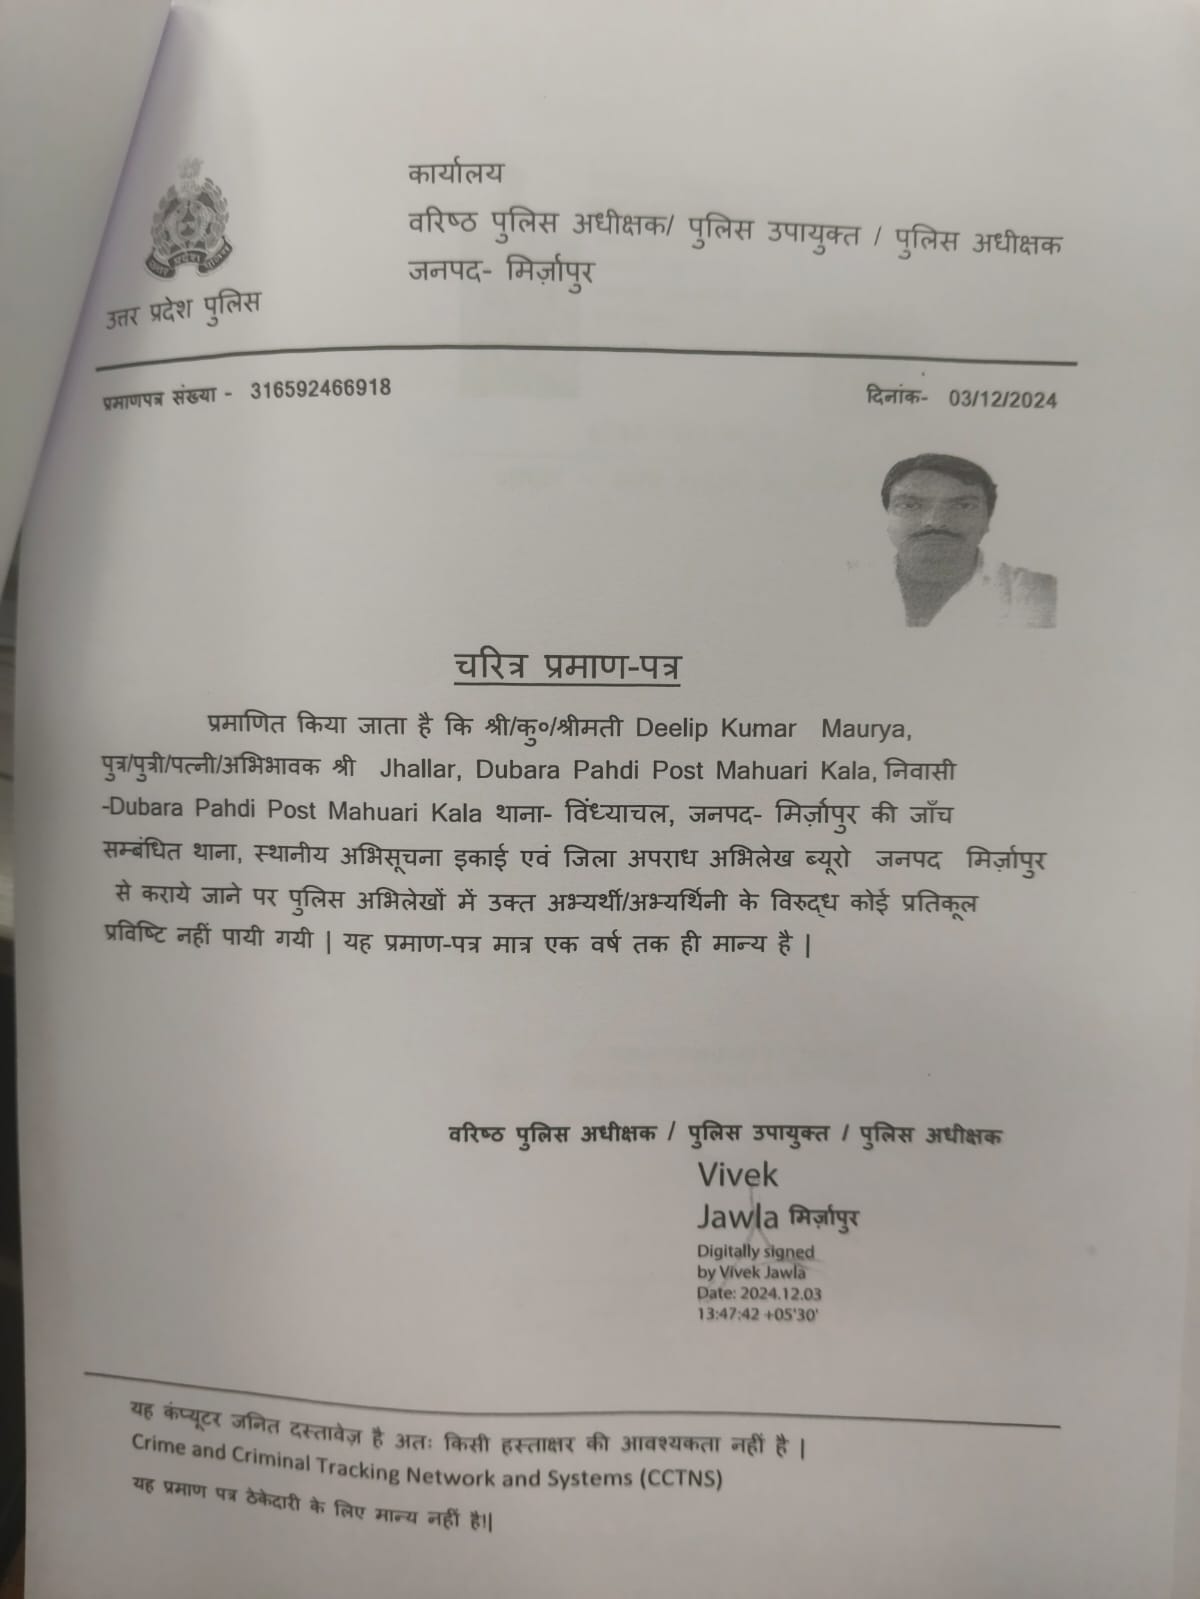 कार्यालय
वरिष्ठ पुलिस अधीक्षक/ पुलिस उपायुक्त / पुलिस अधीक्षक
जनपद- मिर्ज़ापुर
उत्तर प्रदेश पुलिस
प्रमाणपत्र संख्या - 316592466918
दिनांक- 03/12/2024
चरित्र प्रमाण-पत्र
प्रमाणित किया जाता है कि श्री/कु०/श्रीमती Deelip Kumar Maurya,
पुत्र/पुत्री/पत्नी/अभिभावक श्री Jhallar, Dubara Pahdi Post Mahuari Kala, निवासी
-Dubara Pahdi Post Mahuari Kala थाना- विंध्याचल, जनपद- मिर्ज़ापुर की जाँच
सम्बंधित थाना, स्थानीय अभिसूचना इकाई एवं जिला अपराध अभिलेख ब्यूरो जनपद मिर्ज़ापुर
से कराये जाने पर पुलिस अभिलेखों में उक्त अभ्यर्थी/अभ्यर्थिनी के विरुद्ध कोई प्रतिकूल
प्रविष्टि नहीं पायी गयी | यह प्रमाण-पत्र मात्र एक वर्ष तक ही मान्य है |
वरिष्ठ पुलिस अधीक्षक / पुलिस उपायुक्त / पुलिस अधीक्षक
Vivek
Jawla मिर्ज़ापुर
Digitally signed
by Vivek Jawla
Date: 2024.12.03
13:47:42 +05'30'
यह कंप्यूटर जनित दस्तावेज़ है अतः किसी हस्ताक्षर की आवश्यकता नहीं है |
Crime and Criminal Tracking Network and Systems (CCTNS)
यह प्रमाण पत्र ठेकेदारी के लिए मान्य नहीं है!|